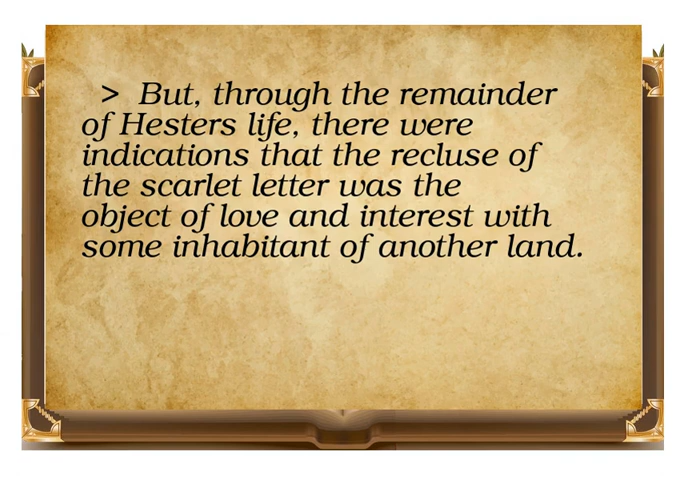 > But, through the remainder
of Hesters life, there were
indications that the recluse of
the scarlet letter was the
object of love and interest with
some inhabitant of another land.